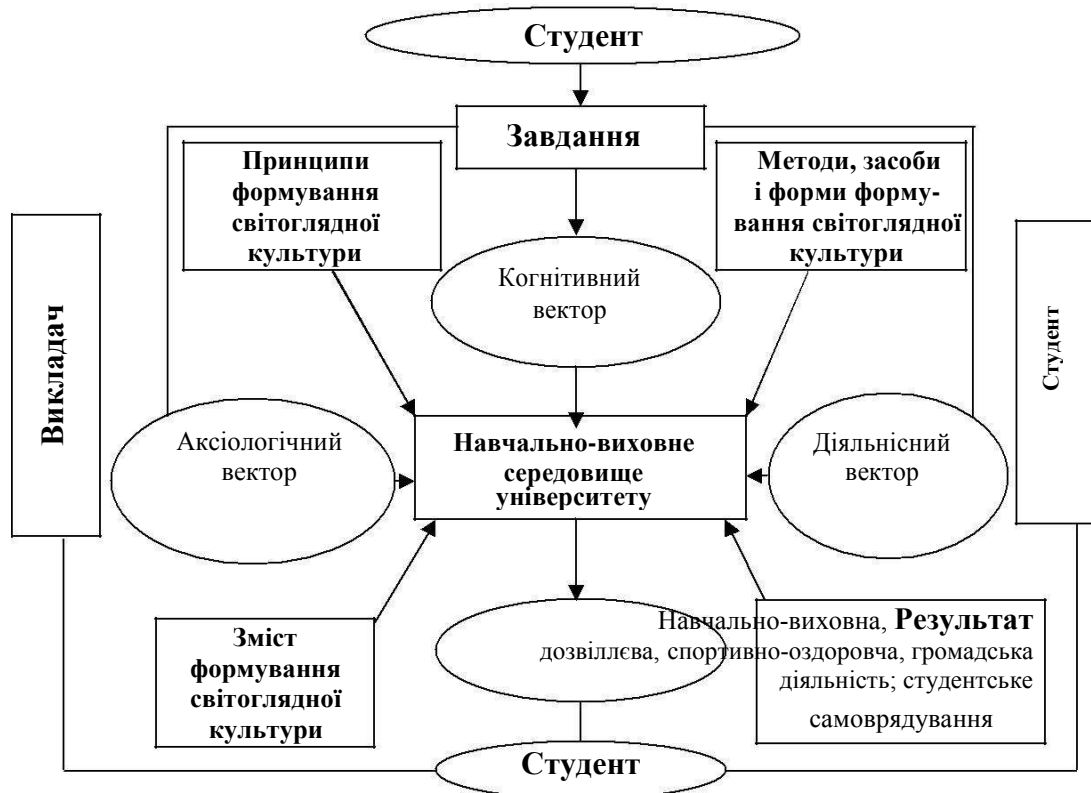 Студент
Завдання
Принципи
формування
світоглядної
культури
Методи, засоби
і форми форму-
вання світоглядної
культури
Когнітивний
вектор
Викладач
Студент
Аксіологічний
вектор
Навчально-виховне
середовище
університету
Діяльнісний
вектор
Зміст
формування
світоглядної
культури
Навчально-виховна, Результат
дозвіллєва, спортивно-оздоровча, громадська
діяльність; студентське
самоврядування
Студент